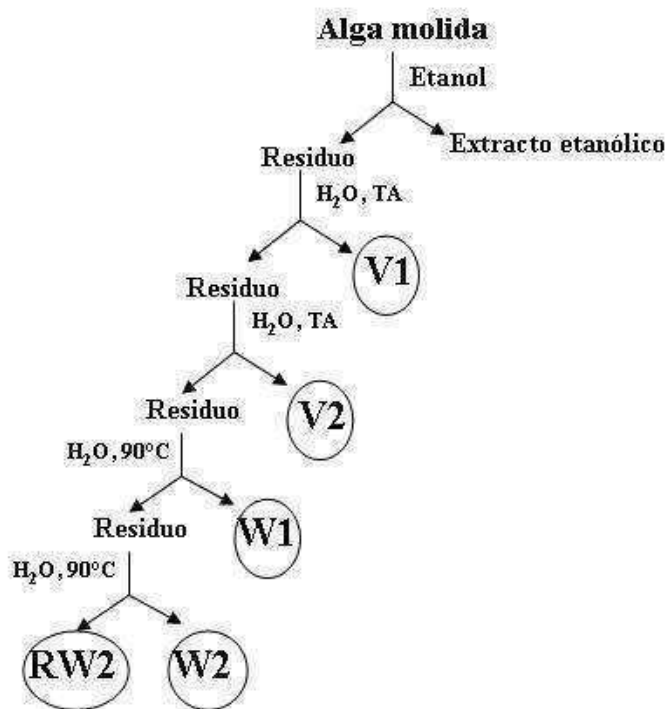 Alga molida
Etanol
Extracto etanólico
Residuo
H₂O, TA
V1
Residuo
H₂O, TA
V2
Residuo
H₂O, 90°C
W1
Residuo
H₂O, 90°C
RW2
W2